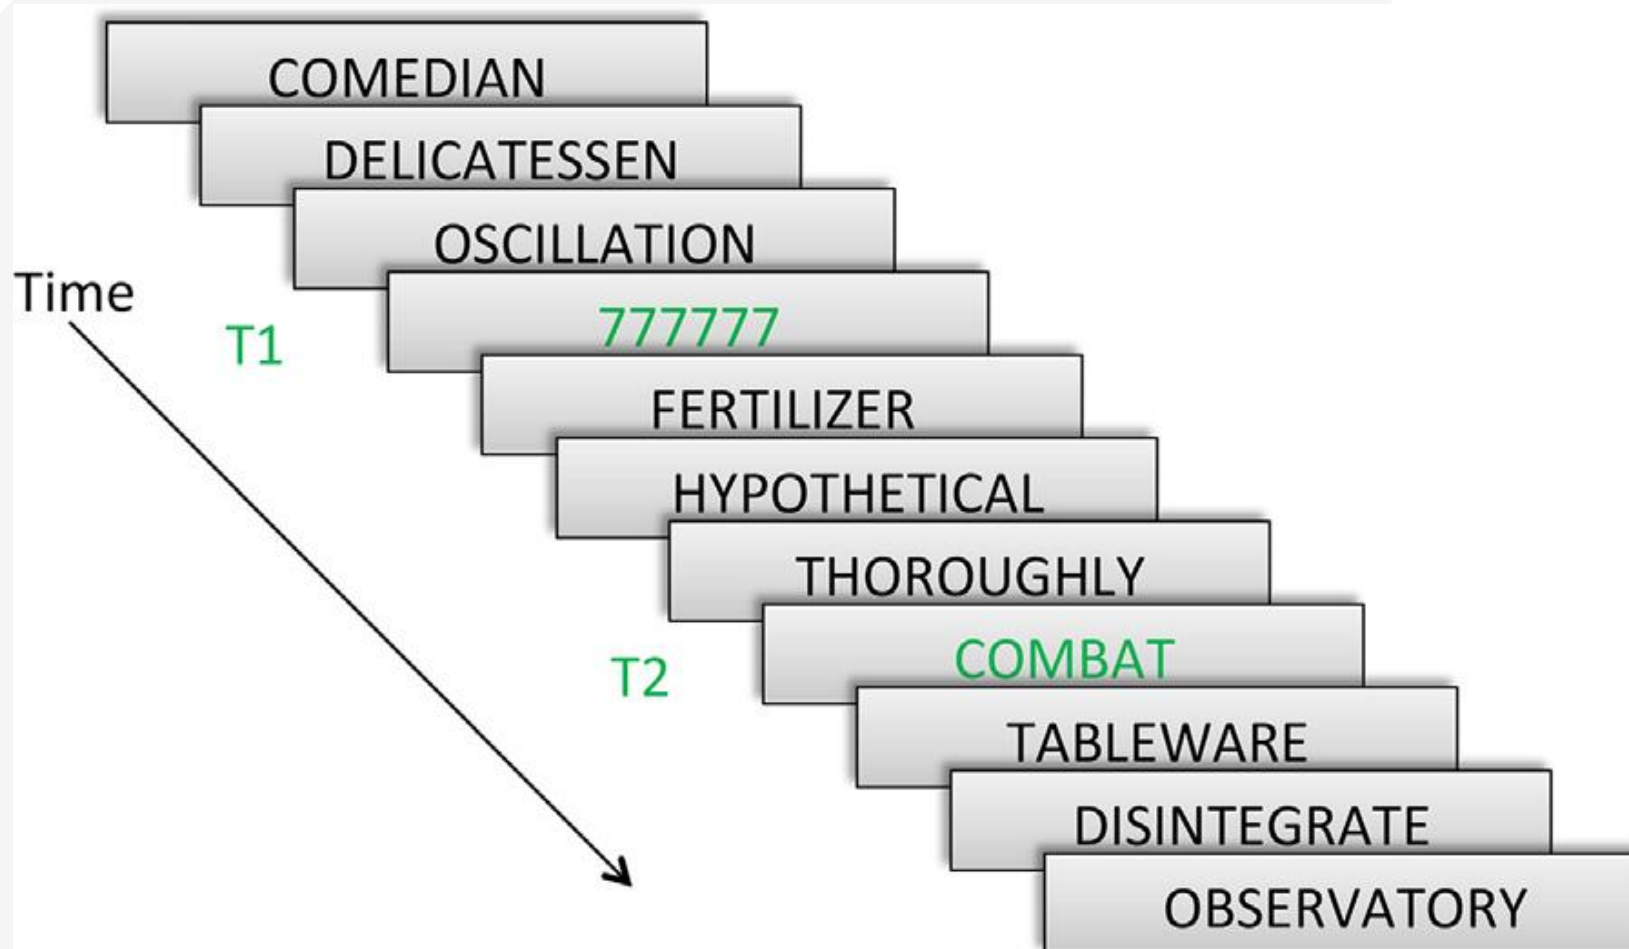 COMEDIAN
DELICATESSEN
OSCILLATION
Time
T1
777777
FERTILIZER
HYPOTHETICAL
THOROUGHLY
T2
COMBAT
TABLEWARE
DISINTEGRATE
OBSERVATORY